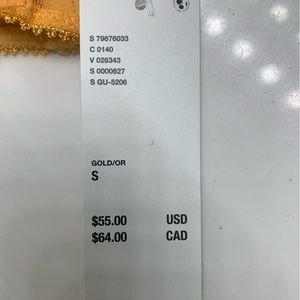 S 79876033
C 0140
V 026343
S 0000627
S GU-5206
GOLD/OR
S
$55.00 USD
$64.00 CAD